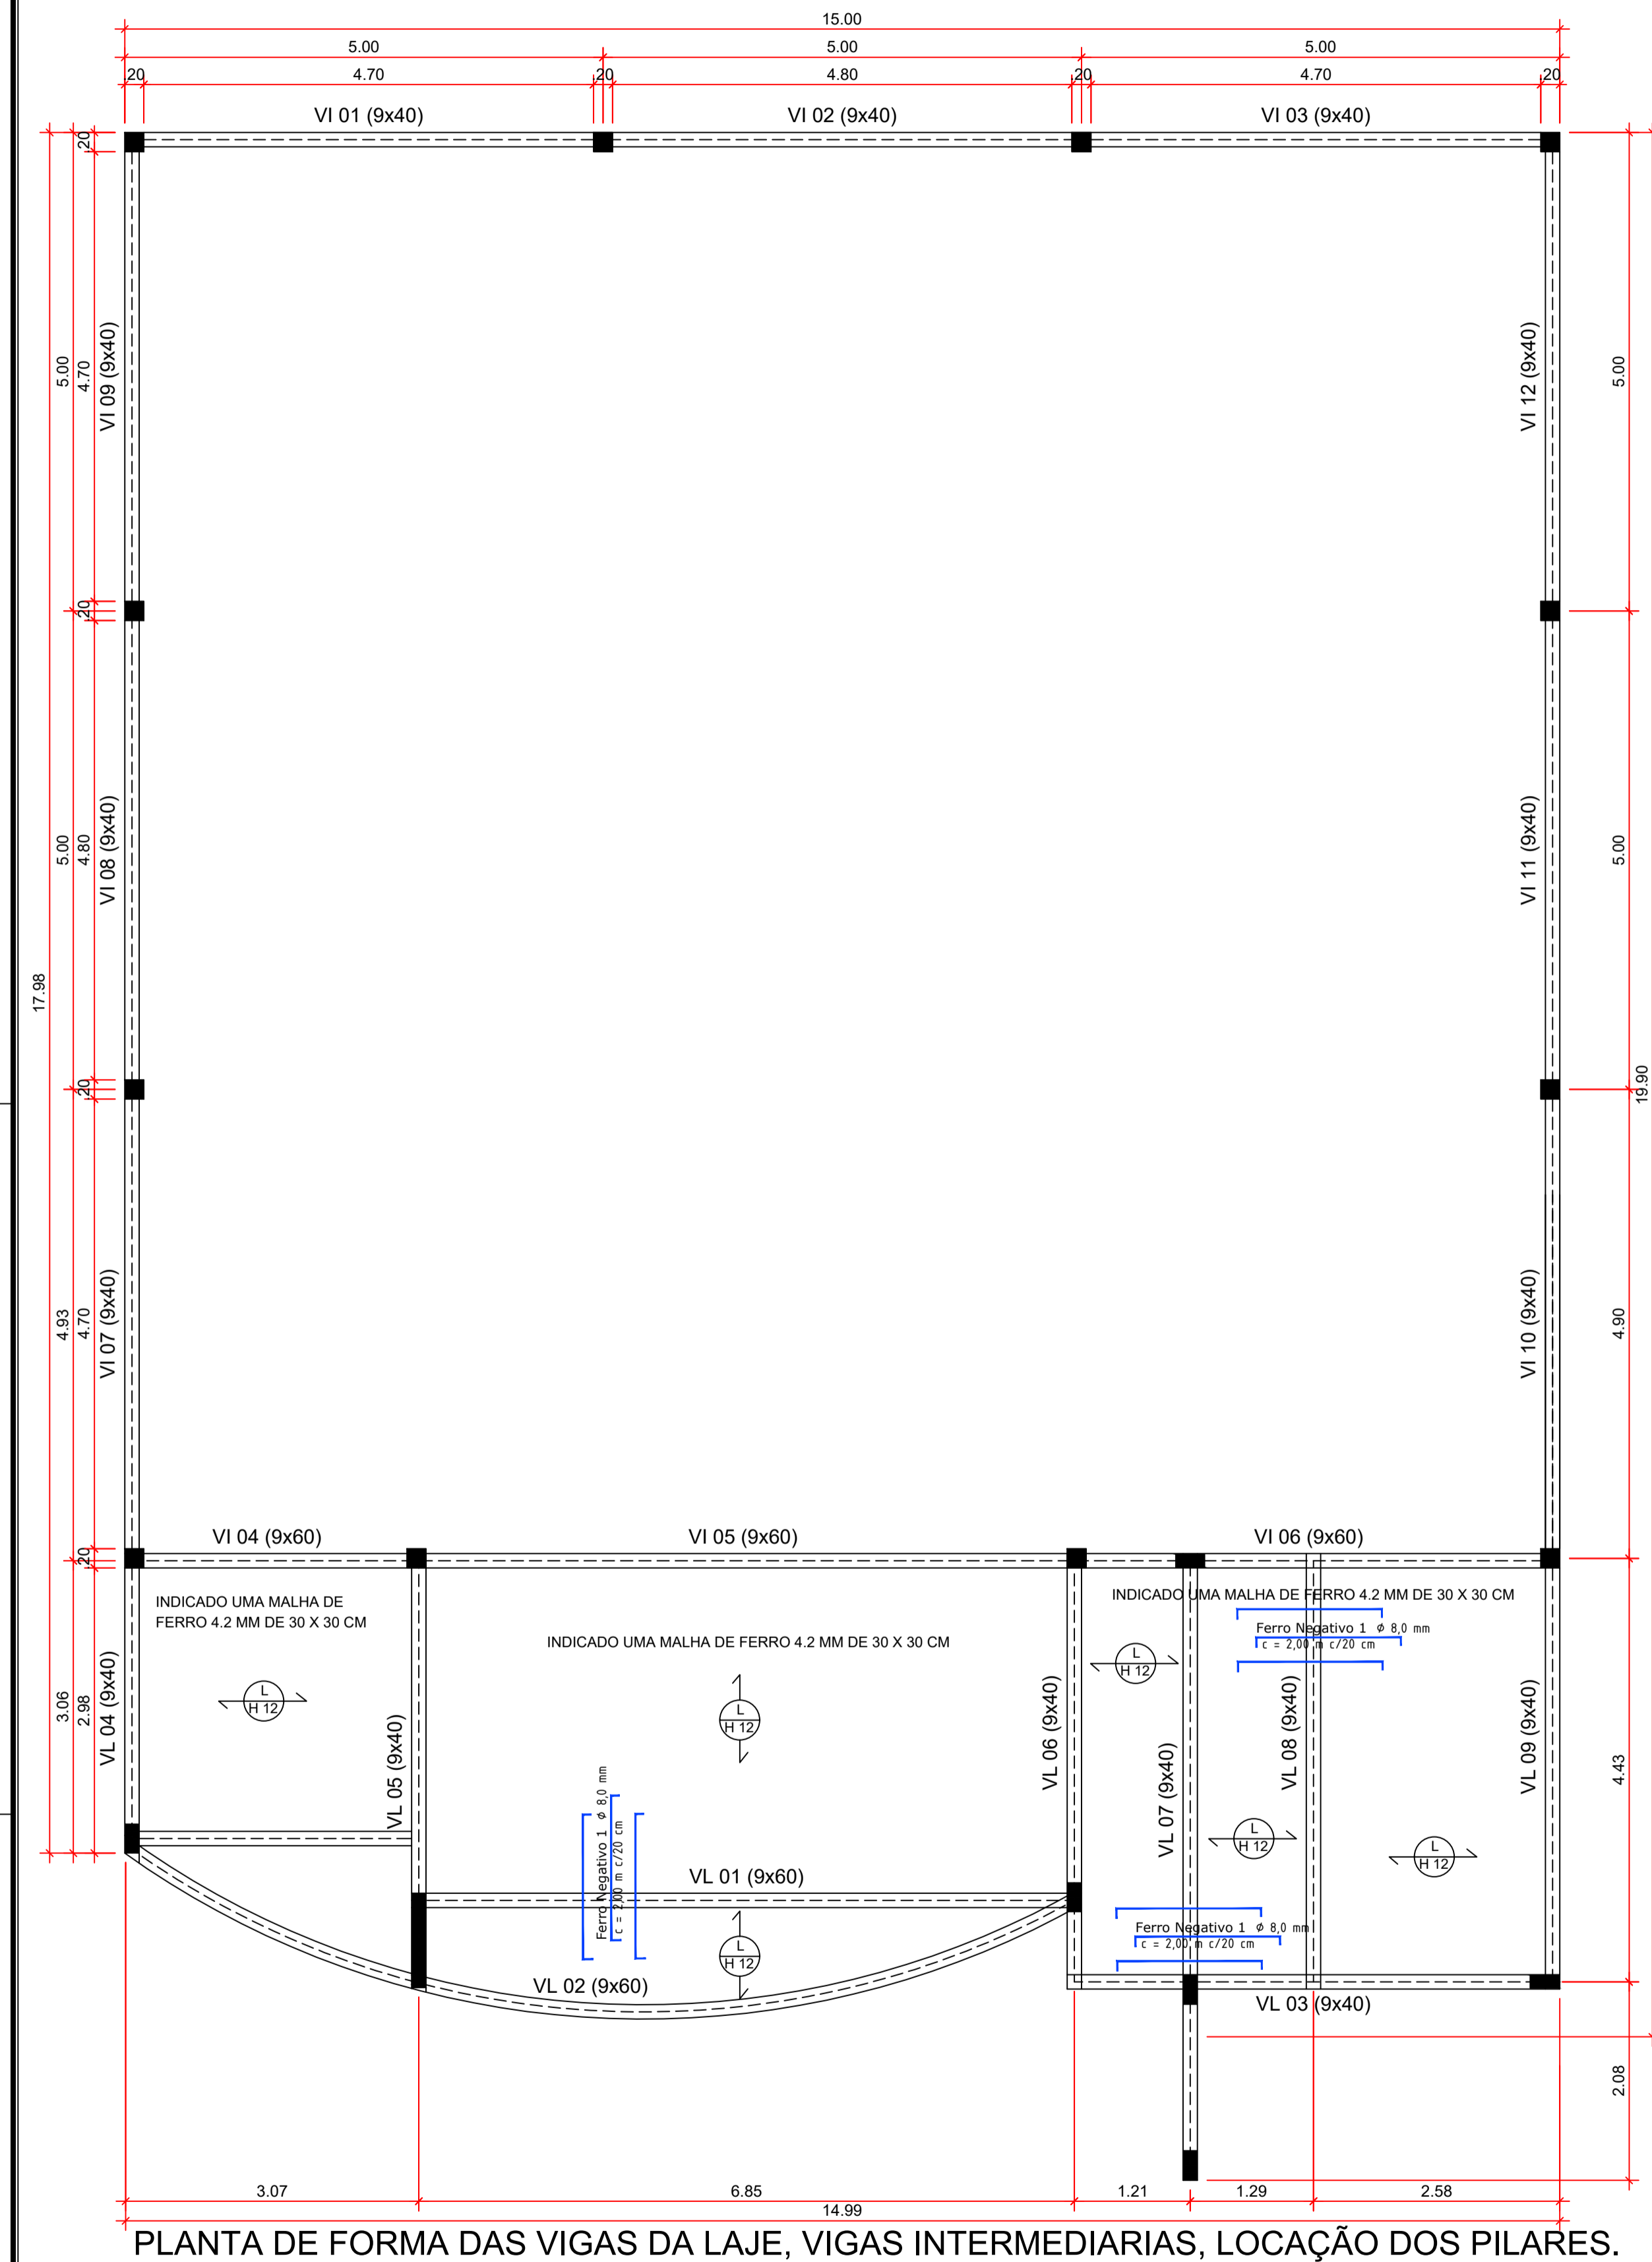 15.00
5.00 5.00 5.00
.20 4.70 .20 4.80 .20 4.70 .20
VI 01 (9x40) VI 02 (9x40) VI 03 (9x40)
.20
5.00
4.70
VI 09 (9x40)
VI 12 (9x40)
5.00
.20
5.00
4.80
VI 08 (9x40)
VI 11 (9x40)
5.00
17.98
.20
19.90
4.93
4.70
VI 07 (9x40)
VI 10 (9x40)
4.90
.20
VI 04 (9x60) VI 05 (9x60) VI 06 (9x60)
INDICADO UMA MALHA DE
FERRO 4.2 MM DE 30 X 30 CM
INDICADO UMA MALHA DE FERRO 4.2 MM DE 30 X 30 CM
INDICADO UMA MALHA DE FERRO 4.2 MM DE 30 X 30 CM
Ferro Negativo 1 ϕ 8,0 mm
c = 2,00 m c/20 cm
3.06
2.98
VL 04 (9x40)
L
H 12
VL 05 (9x40)
L
H 12
VL 06 (9x40)
L
H 12
VL 07 (9x40)
VL 08 (9x40)
VL 09 (9x40)
4.43
Ferro Negativo 1 ϕ 8,0 mm
c = 2,00 m c/20 cm
L
H 12
L
H 12
VL 01 (9x60)
L
H 12
Ferro Negativo 1 ϕ 8,0 mm
c = 2,00 m c/20 cm
VL 02 (9x60)
VL 03 (9x40)
2.08
3.07 6.85 1.21 1.29 2.58
14.99
PLANTA DE FORMA DAS VIGAS DA LAJE, VIGAS INTERMEDIARIAS, LOCAÇÃO DOS PILARES.